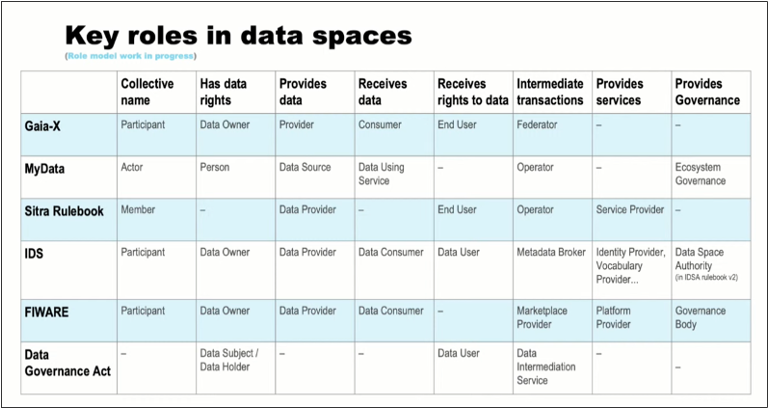 Key roles in data spaces
(Role model work in progress)
Collective name | Has data rights | Provides data | Receives data | Receives rights to data | Intermediate transactions | Provides services | Provides Governance
Gaia-X | Participant | Data Owner | Provider | Consumer | End User | Federator | – | –
MyData | Actor | Person | Data Source | Data Using Service | – | Operator | – | Ecosystem Governance
Sitra Rulebook | Member | – | Data Provider | – | End User | Operator | Service Provider | –
IDS | Participant | Data Owner | Data Provider | Data Consumer | Data User | Metadata Broker | Identity Provider, Vocabulary Provider... | Data Space Authority (in IDSA rulebook v2)
FIWARE | Participant | Data Owner | Data Provider | Data Consumer | – | Marketplace Provider | Platform Provider | Governance Body
Data Governance Act | – | Data Subject / Data Holder | – | – | Data User | Data Intermediation Service | – | –